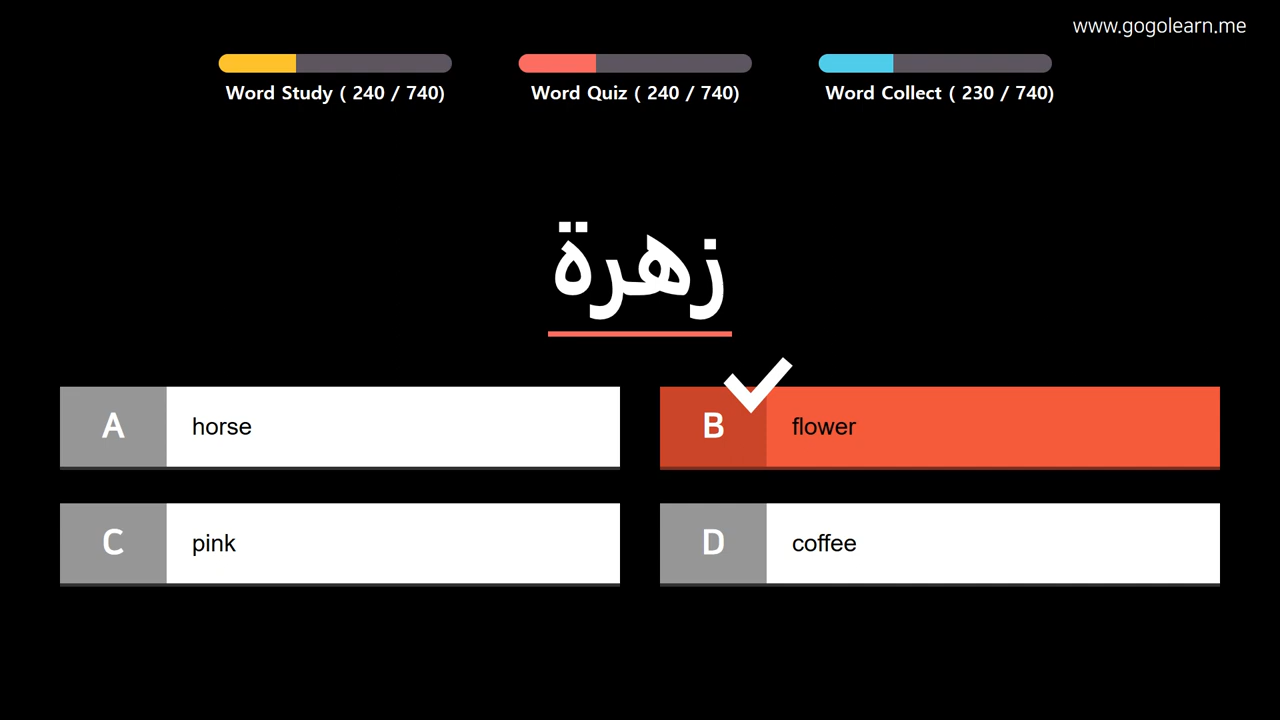 www.gogolearn.me
Word Study ( 240 / 740)
Word Quiz ( 240 / 740)
Word Collect ( 230 / 740)
زهرة
A horse
B flower
C pink
D coffee